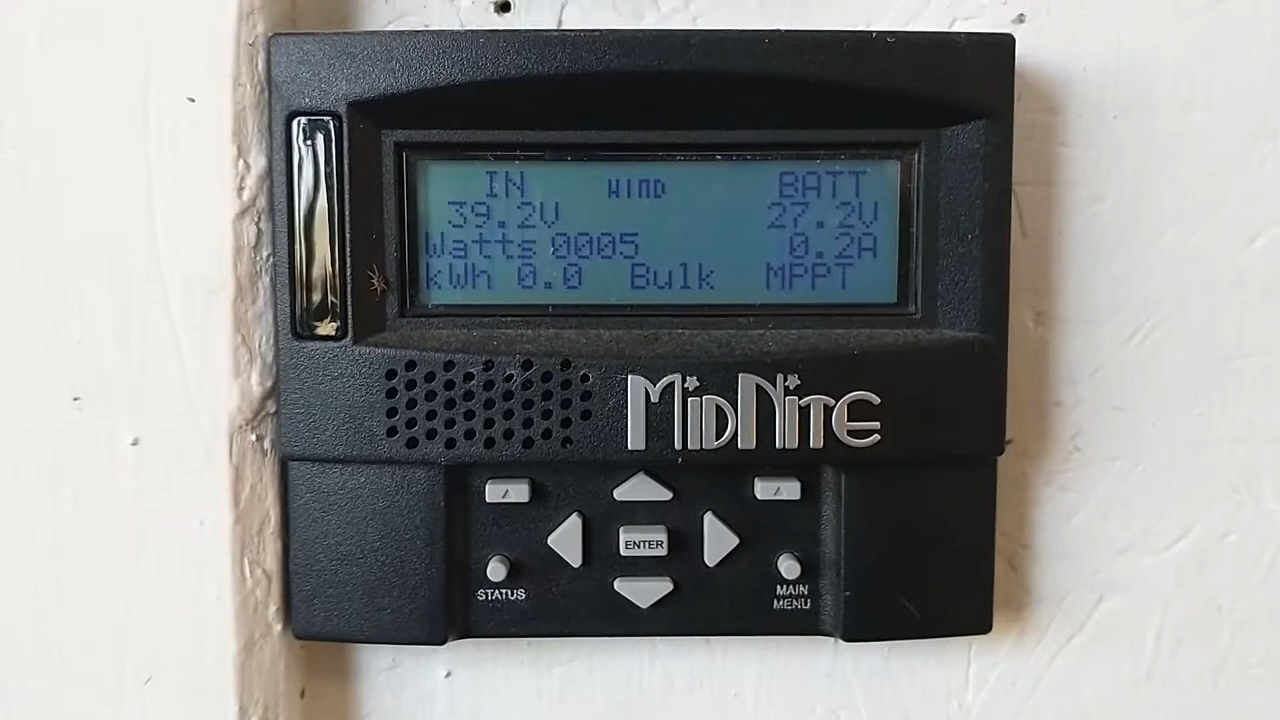 IN WIND BATT
39.2V 27.2V
Watts 0005 0.2A
kWh 0.0 Bulk MPPT
MIDNITE
ENTER
STATUS
MAIN
MENU